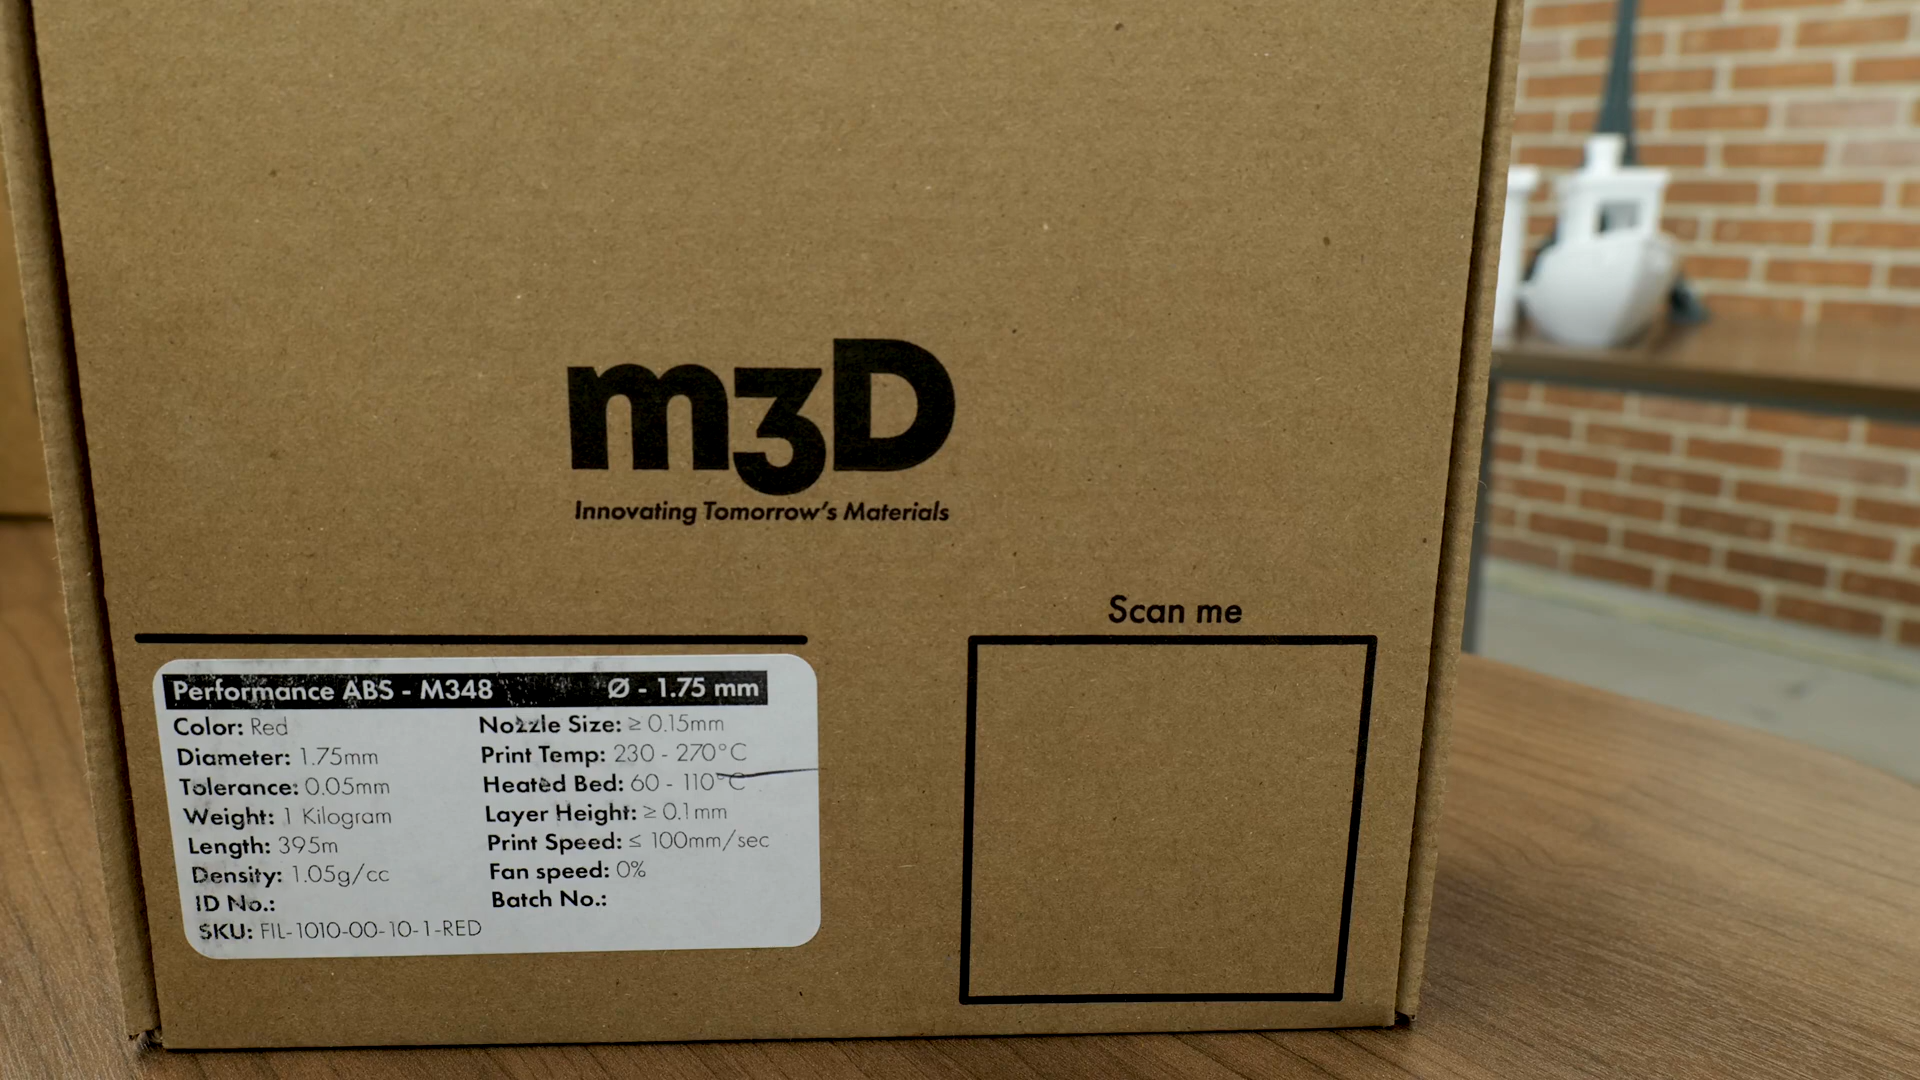 m3D
Innovating Tomorrow's Materials
Scan me
Performance ABS - M348 Ø - 1.75 mm
Color: Red
Diameter: 1.75mm
Tolerance: 0.05mm
Weight: 1 Kilogram
Length: 395m
Density: 1.05g/cc
ID No.:
SKU: FIL-1010-00-10-1-RED
Nozzle Size: ≥ 0.15mm
Print Temp: 230 - 270°C
Heated Bed: 60 - 110°C
Layer Height: ≥ 0.1mm
Print Speed: ≤ 100mm/sec
Fan speed: 0%
Batch No.: